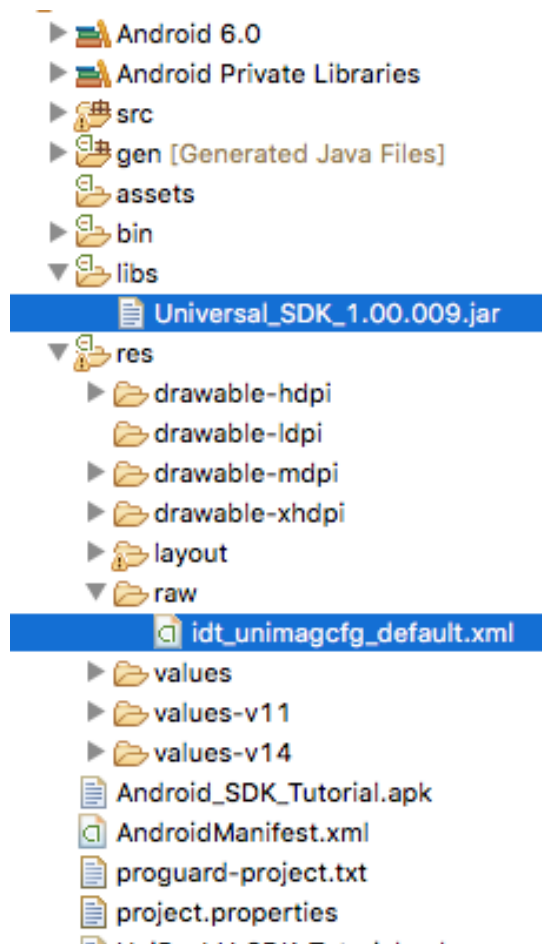 Android 6.0
Android Private Libraries
src
gen [Generated Java Files]
assets
bin
libs
Universal_SDK_1.00.009.jar
res
drawable-hdpi
drawable-ldpi
drawable-mdpi
drawable-xhdpi
layout
raw
idt_unimagcfg_default.xml
values
values-v11
values-v14
Android_SDK_Tutorial.apk
AndroidManifest.xml
proguard-project.txt
project.properties